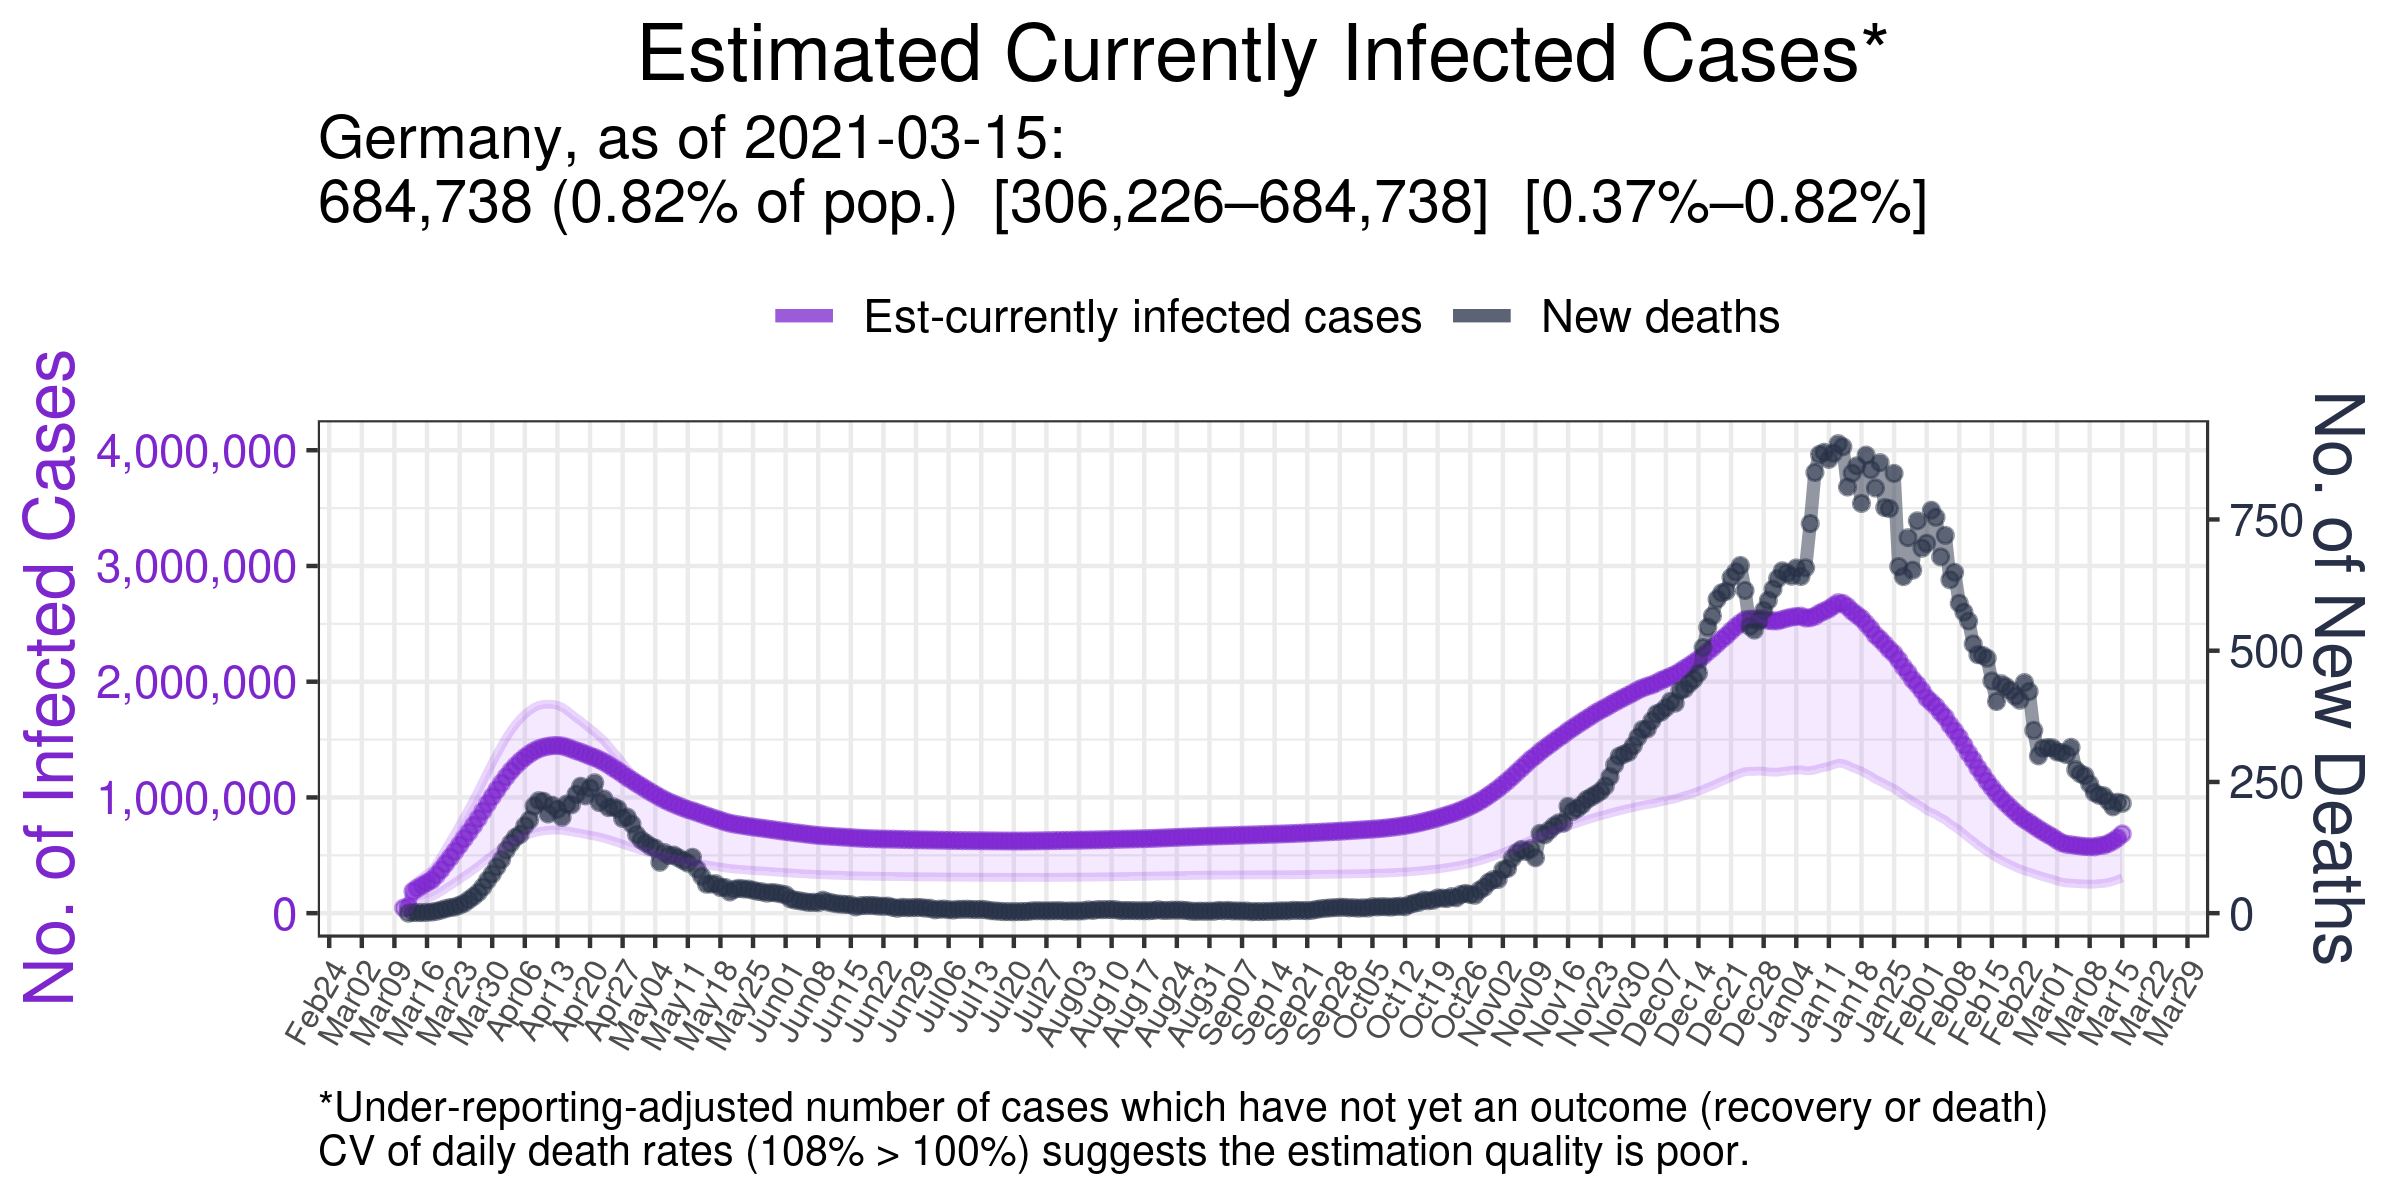 Estimated Currently Infected Cases*
Germany, as of 2021-03-15:
684,738 (0.82% of pop.) [306,226–684,738] [0.37%–0.82%]
Est-currently infected cases
New deaths
No. of Infected Cases
4,000,000
3,000,000
2,000,000
1,000,000
0
750
500
250
0
No. of New Deaths
Feb24
Mar02
Mar09
Mar16
Mar23
Mar30
Apr06
Apr13
Apr20
Apr27
May04
May11
May18
May25
Jun01
Jun08
Jun15
Jun22
Jun29
Jul06
Jul13
Jul20
Jul27
Aug03
Aug10
Aug17
Aug24
Aug31
Sep07
Sep14
Sep21
Sep28
Oct05
Oct12
Oct19
Oct26
Nov02
Nov09
Nov16
Nov23
Nov30
Dec07
Dec14
Dec21
Dec28
Jan04
Jan11
Jan18
Jan25
Feb01
Feb08
Feb15
Feb22
Mar01
Mar08
Mar15
Mar22
Mar29
*Under-reporting-adjusted number of cases which have not yet an outcome (recovery or death)
CV of daily death rates (108% > 100%) suggests the estimation quality is poor.